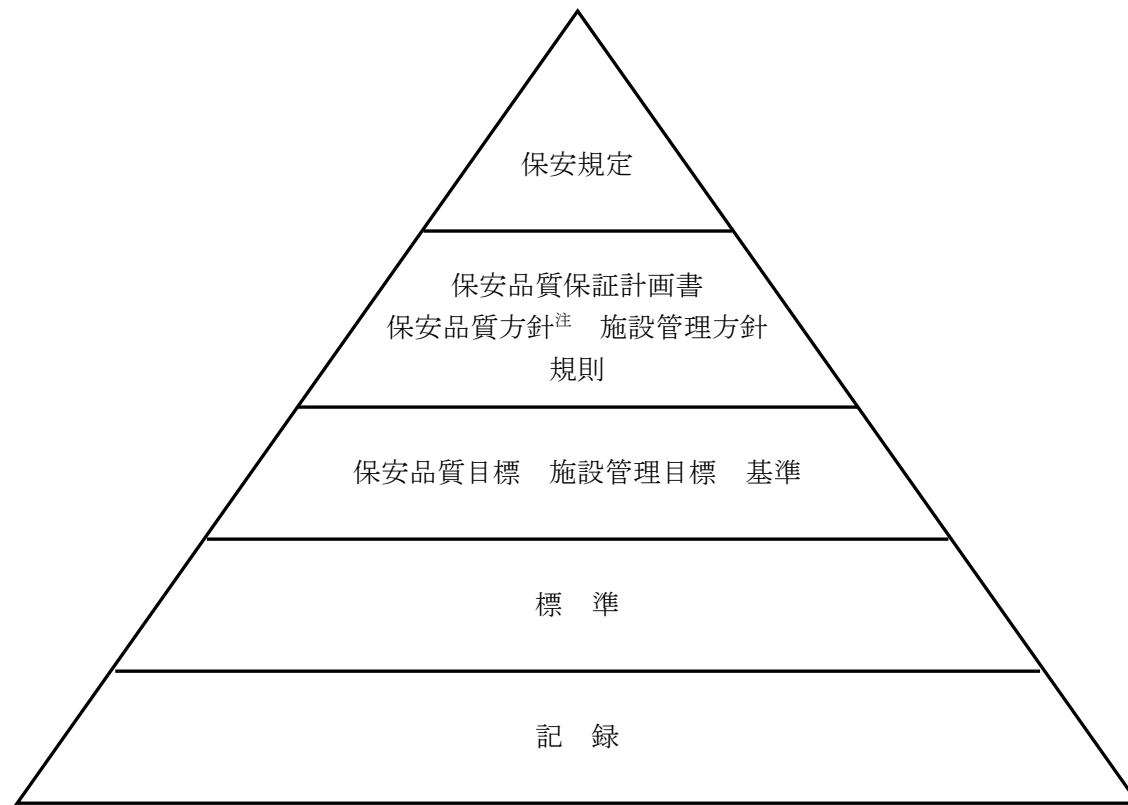 保安規定
保安品質保証計画書
保安品質方針注　施設管理方針
規則
保安品質目標　施設管理目標　基準
標　準
記　録